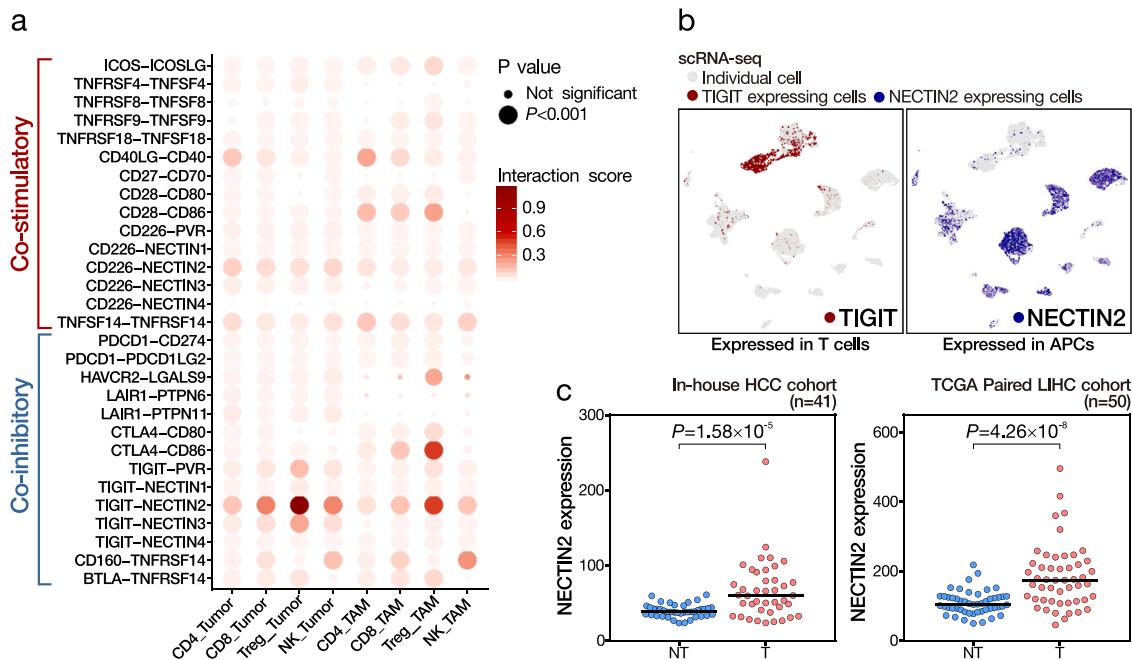 a
Co-stimulatory
Co-inhibitory
ICOS–ICOSLG
TNFRSF4–TNFSF4
TNFRSF8–TNFSF8
TNFRSF9–TNFSF9
TNFRSF18–TNFSF18
CD40LG–CD40
CD27–CD70
CD28–CD80
CD28–CD86
CD226–PVR
CD226–NECTIN1
CD226–NECTIN2
CD226–NECTIN3
CD226–NECTIN4
TNFSF14–TNFRSF14
PDCD1–CD274
PDCD1–PDCD1LG2
HAVCR2–LGALS9
LAIR1–PTPN6
LAIR1–PTPN11
CTLA4–CD80
CTLA4–CD86
TIGIT–PVR
TIGIT–NECTIN1
TIGIT–NECTIN2
TIGIT–NECTIN3
TIGIT–NECTIN4
CD160–TNFRSF14
BTLA–TNFRSF14
CD4_Tumor
CD8_Tumor
Treg_Tumor
NK_Tumor
CD4_TAM
CD8_TAM
Treg_TAM
NK_TAM
P value
Not significant
P<0.001
Interaction score
0.9
0.6
0.3
b
scRNA-seq
Individual cell
TIGIT expressing cells
NECTIN2 expressing cells
TIGIT
NECTIN2
Expressed in T cells
Expressed in APCs
c
In-house HCC cohort
(n=41)
NECTIN2 expression
300
200
100
0
P=1.58×10-5
NT
T
TCGA Paired LIHC cohort
(n=50)
NECTIN2 expression
600
400
200
0
P=4.26×10-8
NT
T